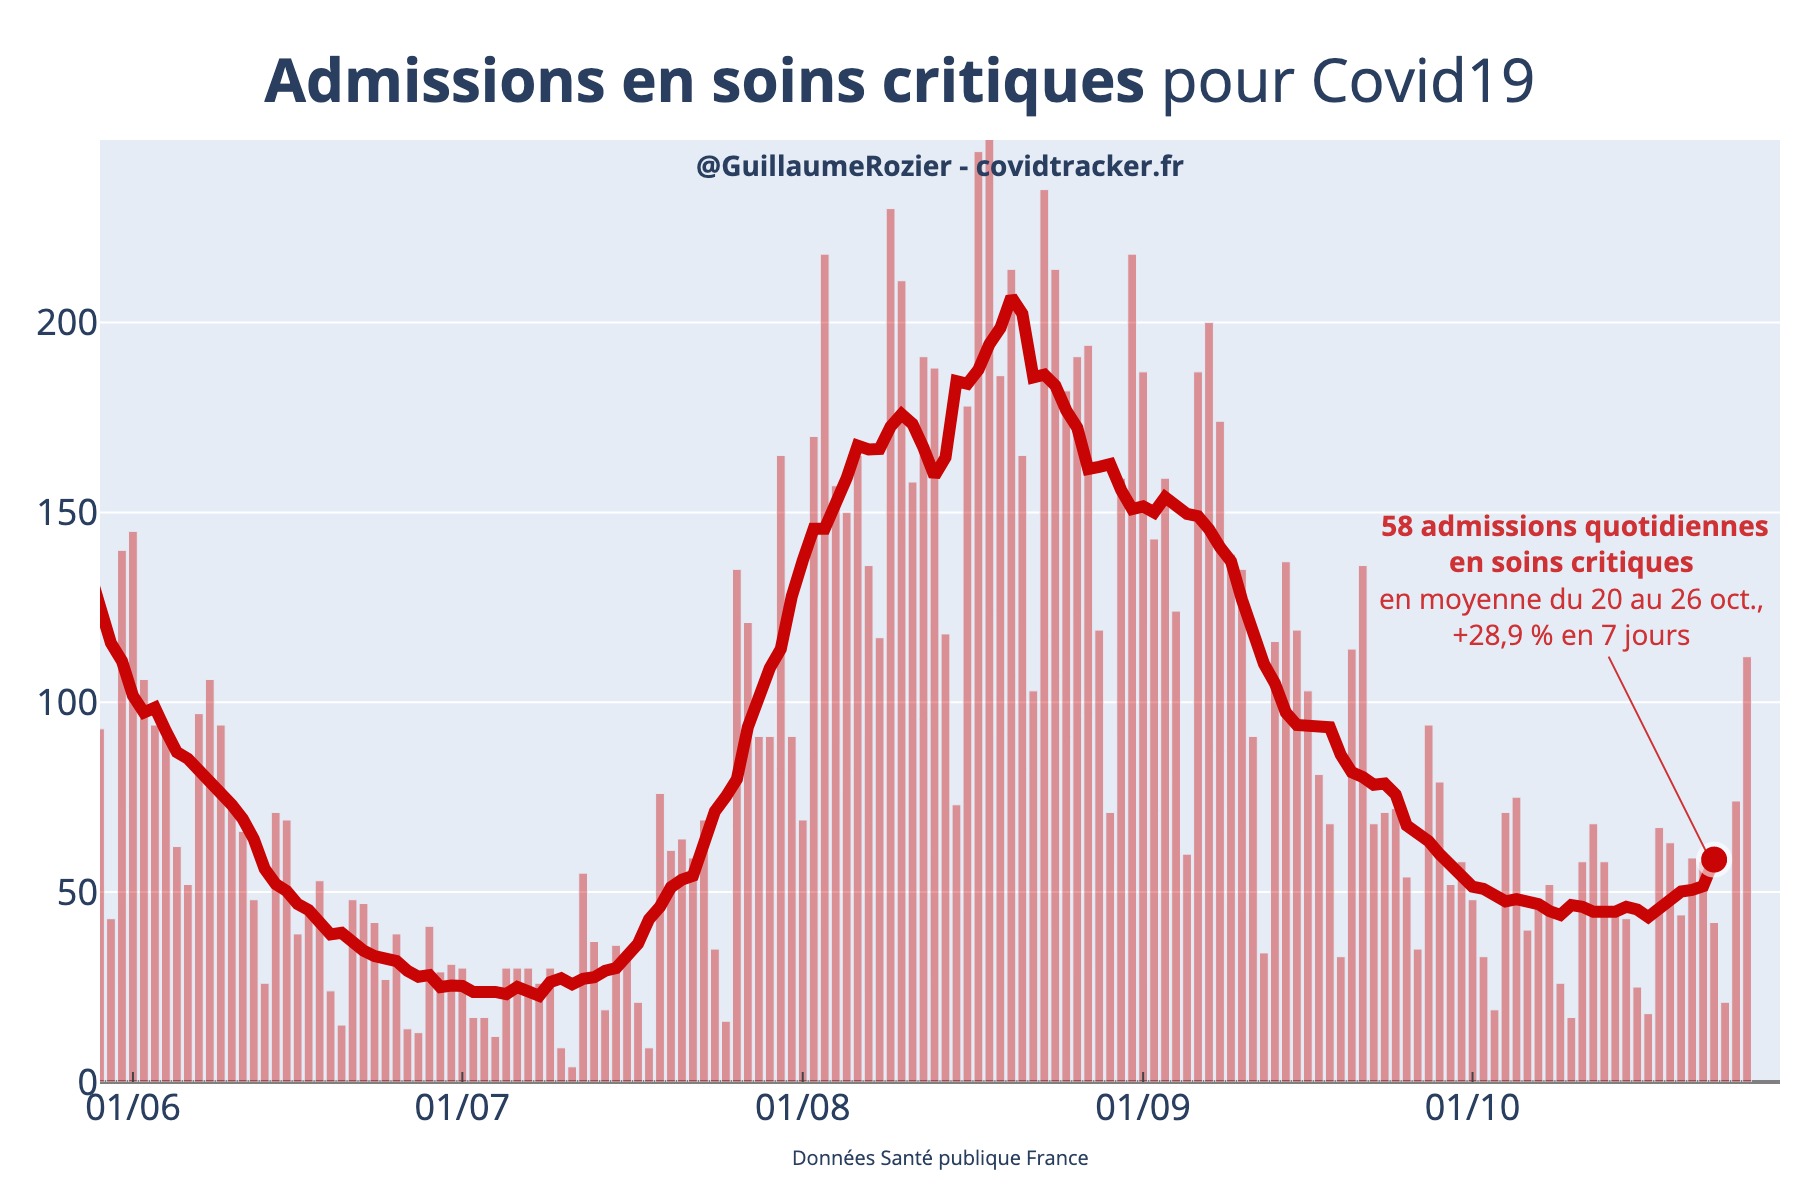 Admissions en soins critiques pour Covid19
@GuillaumeRozier - covidtracker.fr
200
150
100
50
0
58 admissions quotidiennes
en soins critiques
en moyenne du 20 au 26 oct.,
+28,9 % en 7 jours
01/06
01/07
01/08
01/09
01/10
Données Santé publique France